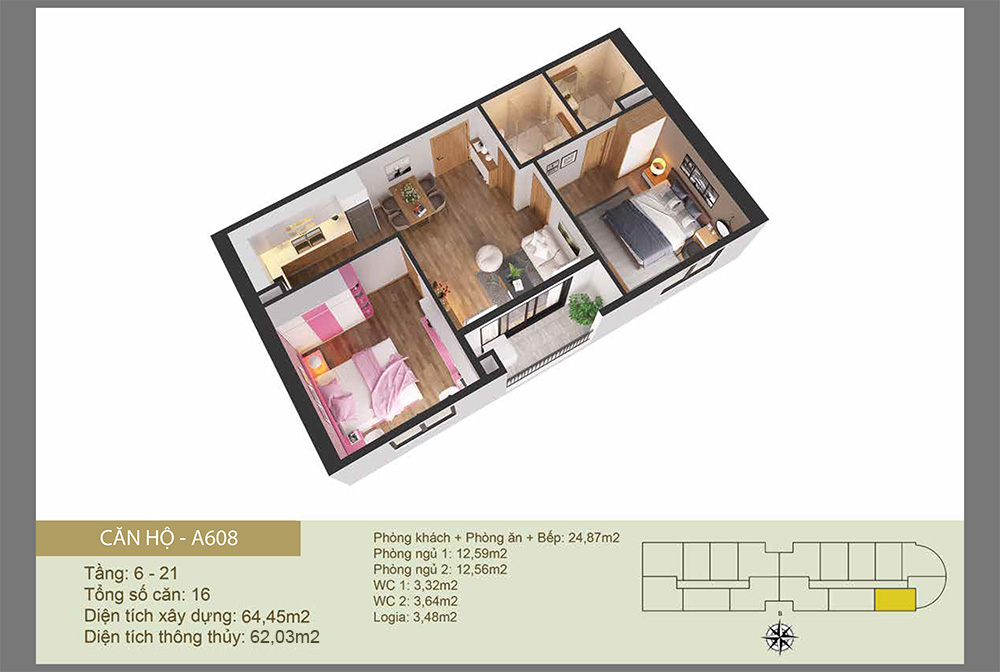 CĂN HỘ - A608
Tầng: 6 - 21
Tổng số căn: 16
Diện tích xây dựng: 64,45m2
Diện tích thông thủy: 62,03m2
Phòng khách + Phòng ăn + Bếp: 24,87m2
Phòng ngủ 1: 12,59m2
Phòng ngủ 2: 12,56m2
WC 1: 3,32m2
WC 2: 3,64m2
Logia: 3,48m2
B